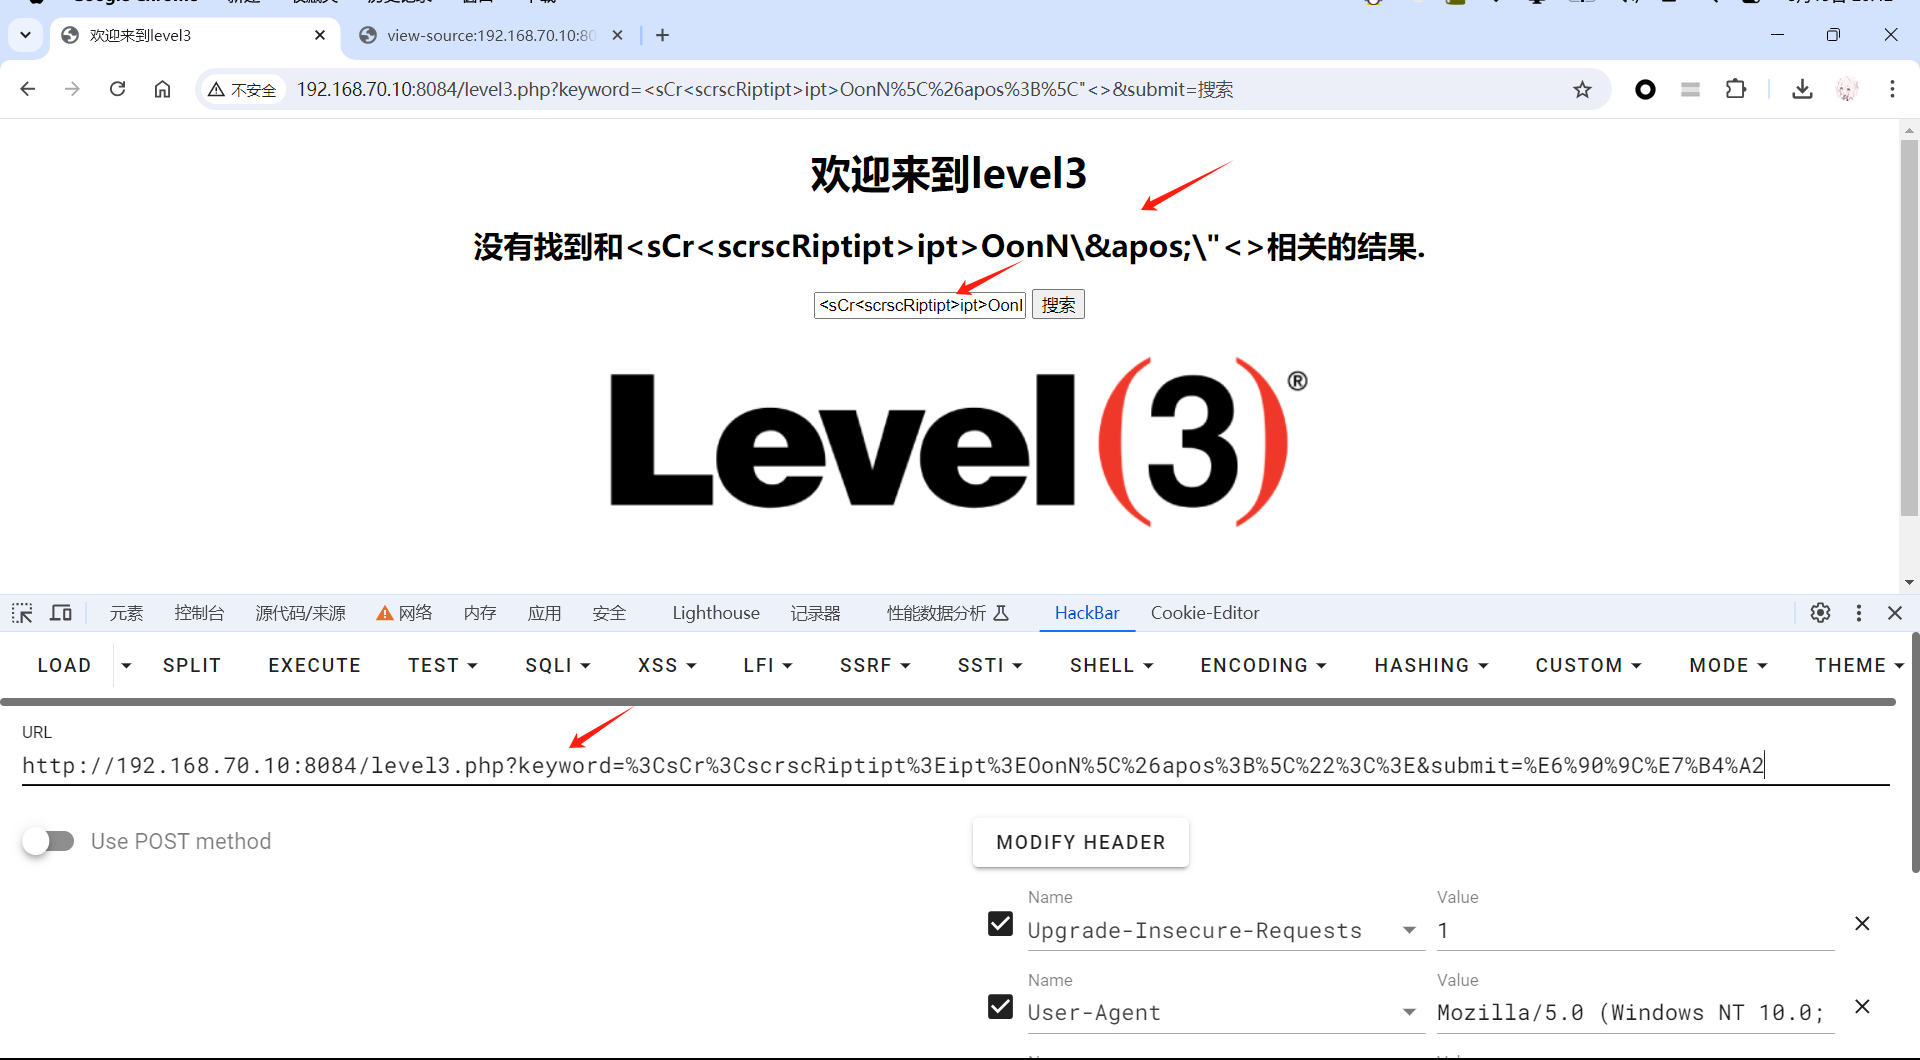 Google Chrome
欢迎来到level3
view-source:192.168.70.10:80
不安全
192.168.70.10:8084/level3.php?keyword=<sCr<scrscRiptipt>ipt>OonN%5C%26apos%3B%5C"<>&submit=搜索
欢迎来到level3
没有找到和<sCr<scrscRiptipt>ipt>OonN\&apos;\"<>相关的结果.
<sCr<scrscRiptipt>ipt>Oonl
搜索
Level(3)®
元素 控制台 源代码/来源 网络 内存 应用 安全 Lighthouse 记录器 性能数据分析 HackBar Cookie-Editor
LOAD SPLIT EXECUTE TEST SQLI XSS LFI SSRF SSTI SHELL ENCODING HASHING CUSTOM MODE THEME
URL
http://192.168.70.10:8084/level3.php?keyword=%3CsCr%3CscrscRiptipt%3Eipt%3EOonN%5C%26apos%3B%5C%22%3C%3E&submit=%E6%90%9C%E7%B4%A2
Use POST method
MODIFY HEADER
Name Value
Upgrade-Insecure-Requests 1
Name Value
User-Agent Mozilla/5.0 (Windows NT 10.0;